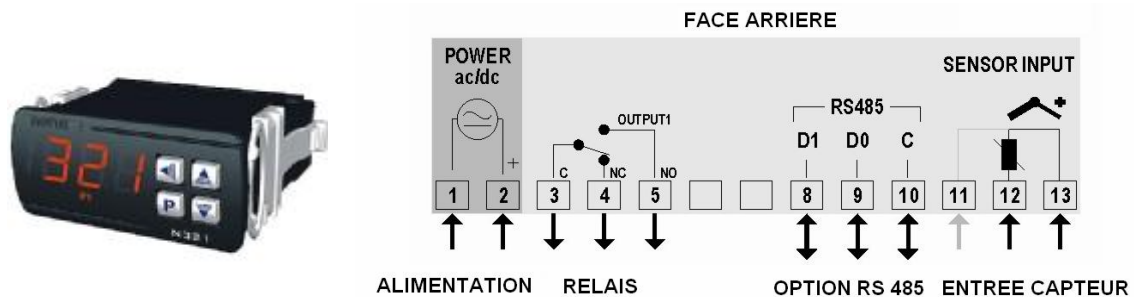 FACE ARRIERE
POWER
ac/dc
SENSOR INPUT
RS485
OUTPUT1
D1 D0 C
+
+
C NC NO
1 2 3 4 5 8 9 10 11 12 13
ALIMENTATION RELAIS OPTION RS 485 ENTREE CAPTEUR
321
P
N321